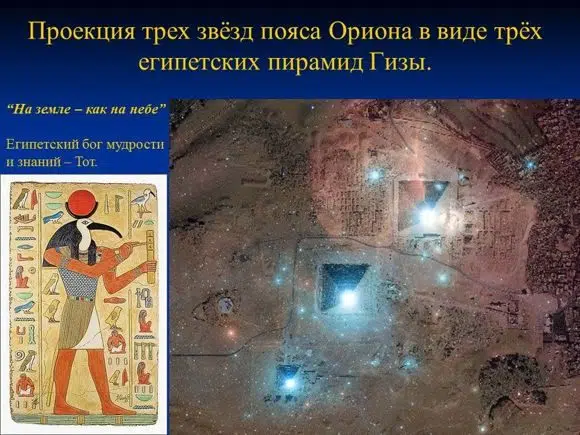 Проекция трех звёзд пояса Ориона в виде трёх
египетских пирамид Гизы.
“На земле – как на небе”
Египетский бог мудрости
и знаний – Тот.